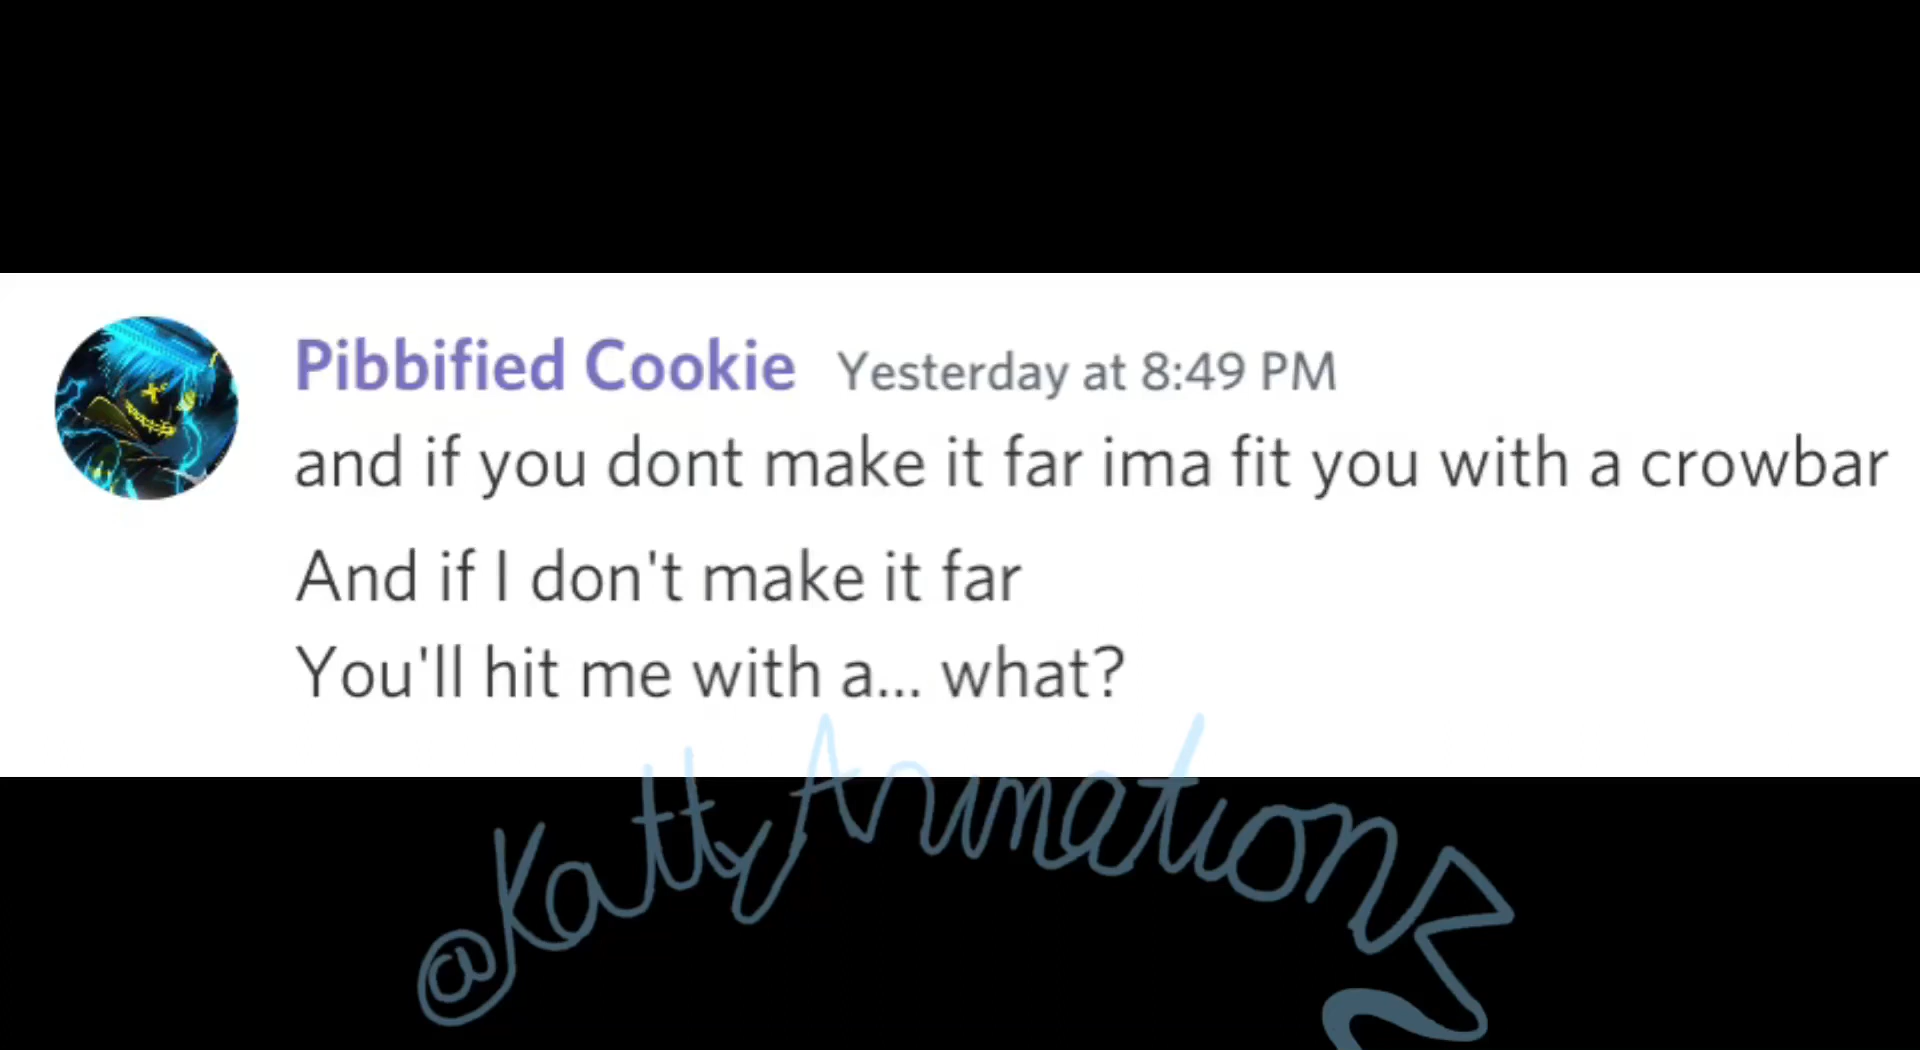 Pibbified Cookie Yesterday at 8:49 PM
and if you dont make it far ima fit you with a crowbar
And if I don't make it far
You'll hit me with a... what?
@KattyAnimationZ